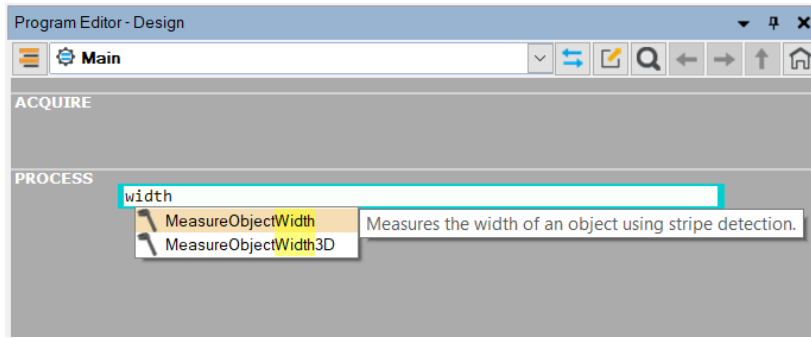 Program Editor - Design
Main
ACQUIRE
PROCESS
width
MeasureObjectWidth
Measures the width of an object using stripe detection.
MeasureObjectWidth3D